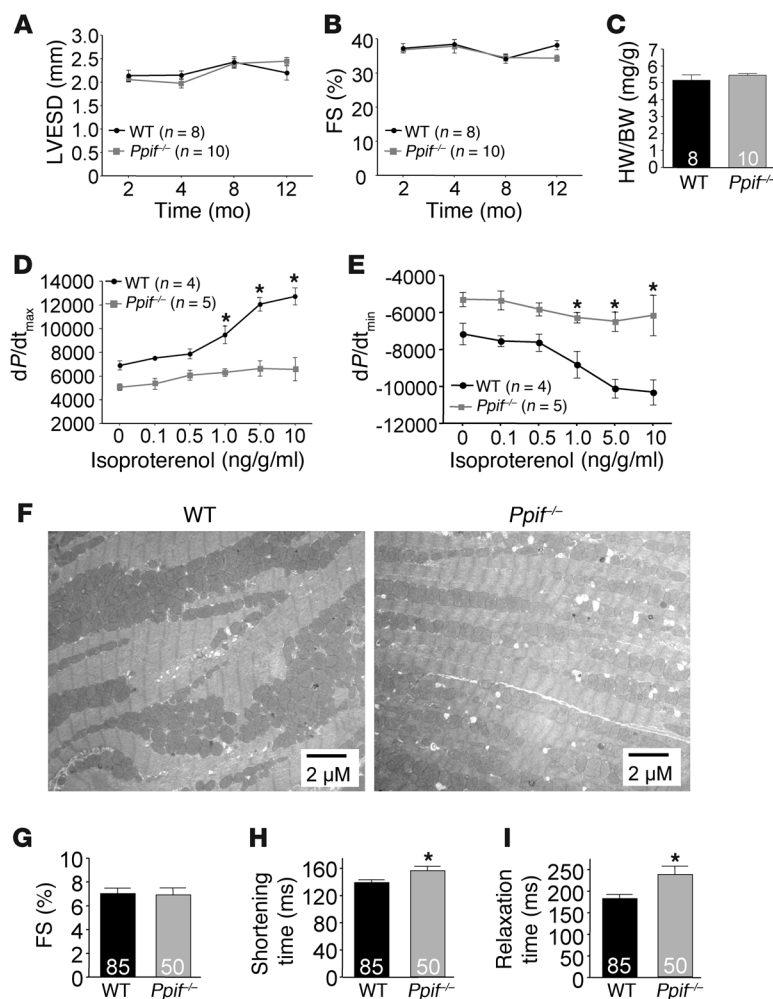 A
LVESD (mm)
3.0
2.5
2.0
1.5
1.0
0.5
0
WT (n = 8)
Ppif–/– (n = 10)
2 4 8 12
Time (mo)
B
FS (%)
40
30
20
10
0
WT (n = 8)
Ppif–/– (n = 10)
2 4 8 12
Time (mo)
C
HW/BW (mg/g)
7
6
5
4
3
2
1
0
8 10
WT Ppif–/–
D
dP/dtmax
14000
12000
10000
8000
6000
4000
2000
WT (n = 4)
Ppif–/– (n = 5)
* * *
0 0.1 0.5 1.0 5.0 10
Isoproterenol (ng/g/ml)
E
dP/dtmin
-4000
-6000
-8000
-10000
-12000
* * *
WT (n = 4)
Ppif–/– (n = 5)
0 0.1 0.5 1.0 5.0 10
Isoproterenol (ng/g/ml)
F
WT Ppif–/–
2 µM 2 µM
G
FS (%)
10
8
6
4
2
0
85 50
WT Ppif–/–
H
Shortening
time (ms)
160
120
80
40
0
*
85 50
WT Ppif–/–
I
Relaxation
time (ms)
250
200
150
100
50
0
*
85 50
WT Ppif–/–